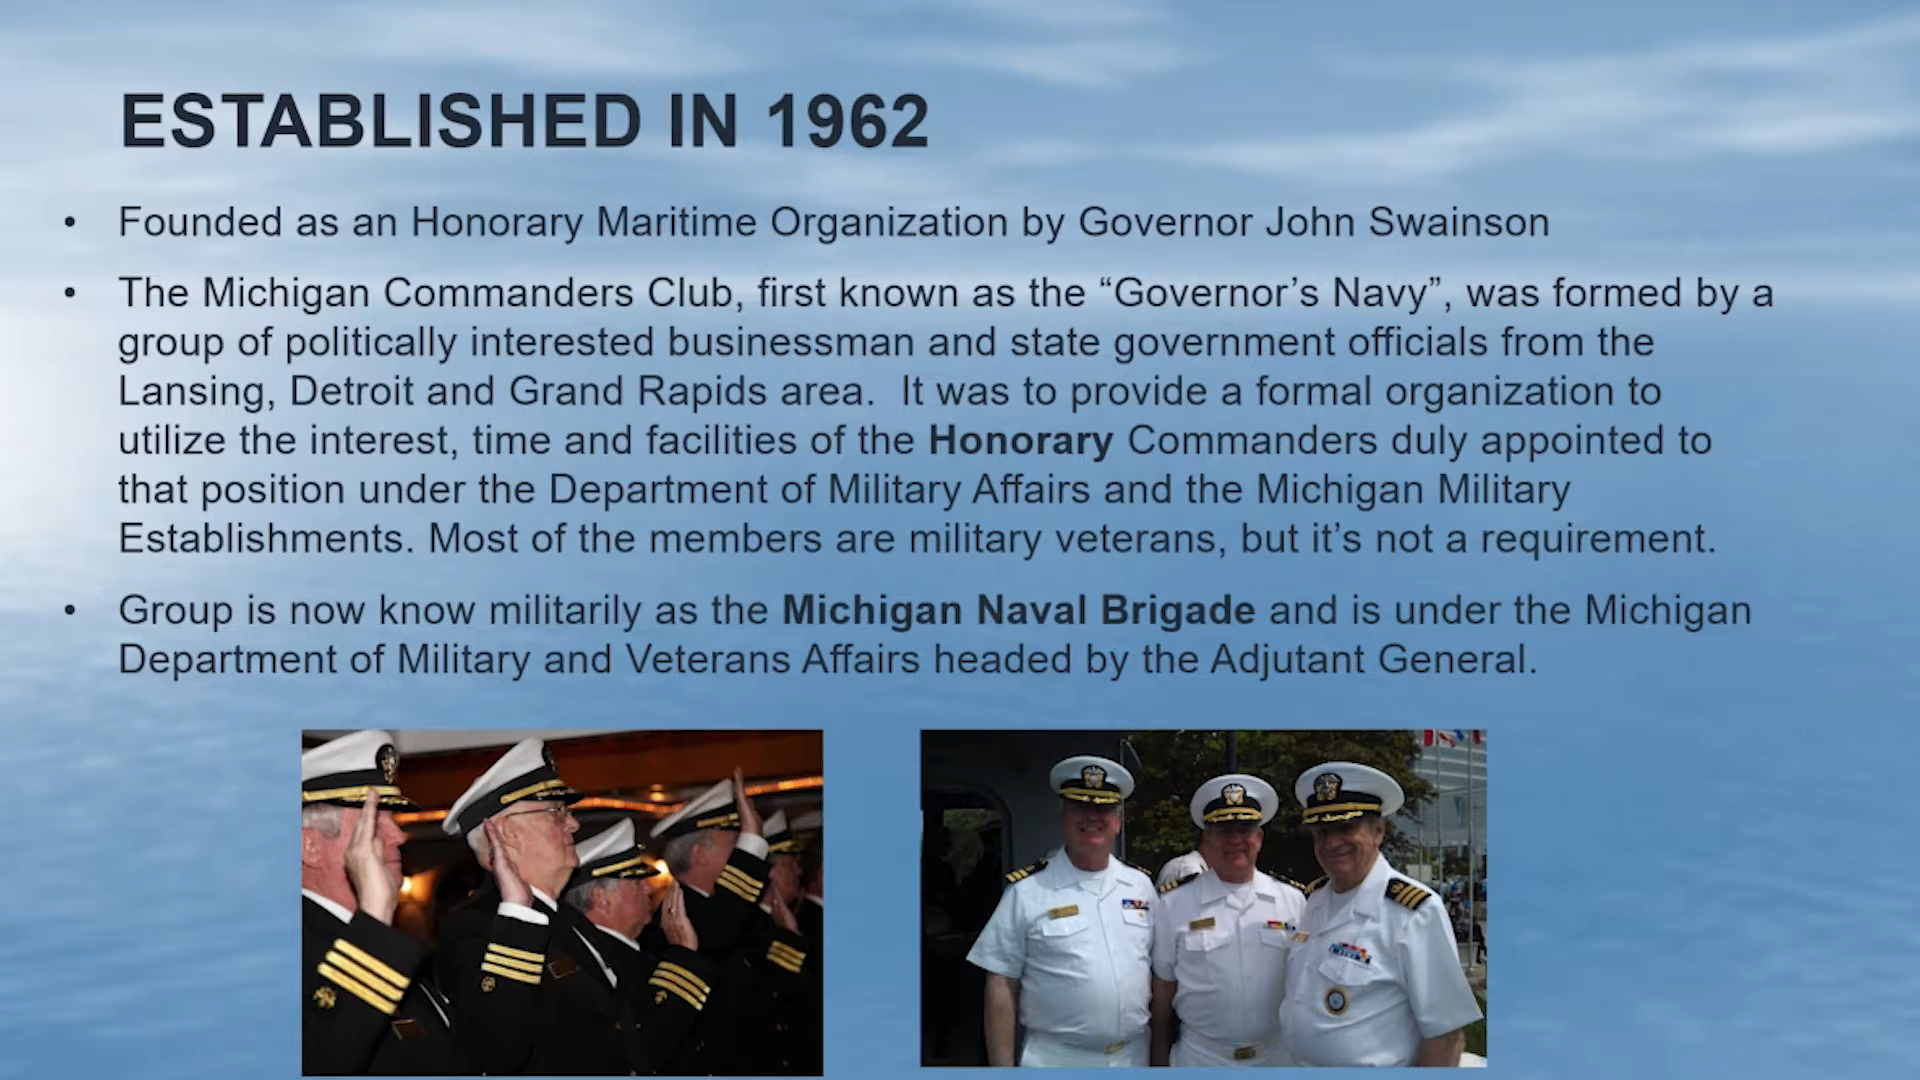 ESTABLISHED IN 1962
• Founded as an Honorary Maritime Organization by Governor John Swainson
• The Michigan Commanders Club, first known as the “Governor’s Navy”, was formed by a
group of politically interested businessman and state government officials from the
Lansing, Detroit and Grand Rapids area.  It was to provide a formal organization to
utilize the interest, time and facilities of the Honorary Commanders duly appointed to
that position under the Department of Military Affairs and the Michigan Military
Establishments. Most of the members are military veterans, but it’s not a requirement.
• Group is now know militarily as the Michigan Naval Brigade and is under the Michigan
Department of Military and Veterans Affairs headed by the Adjutant General.